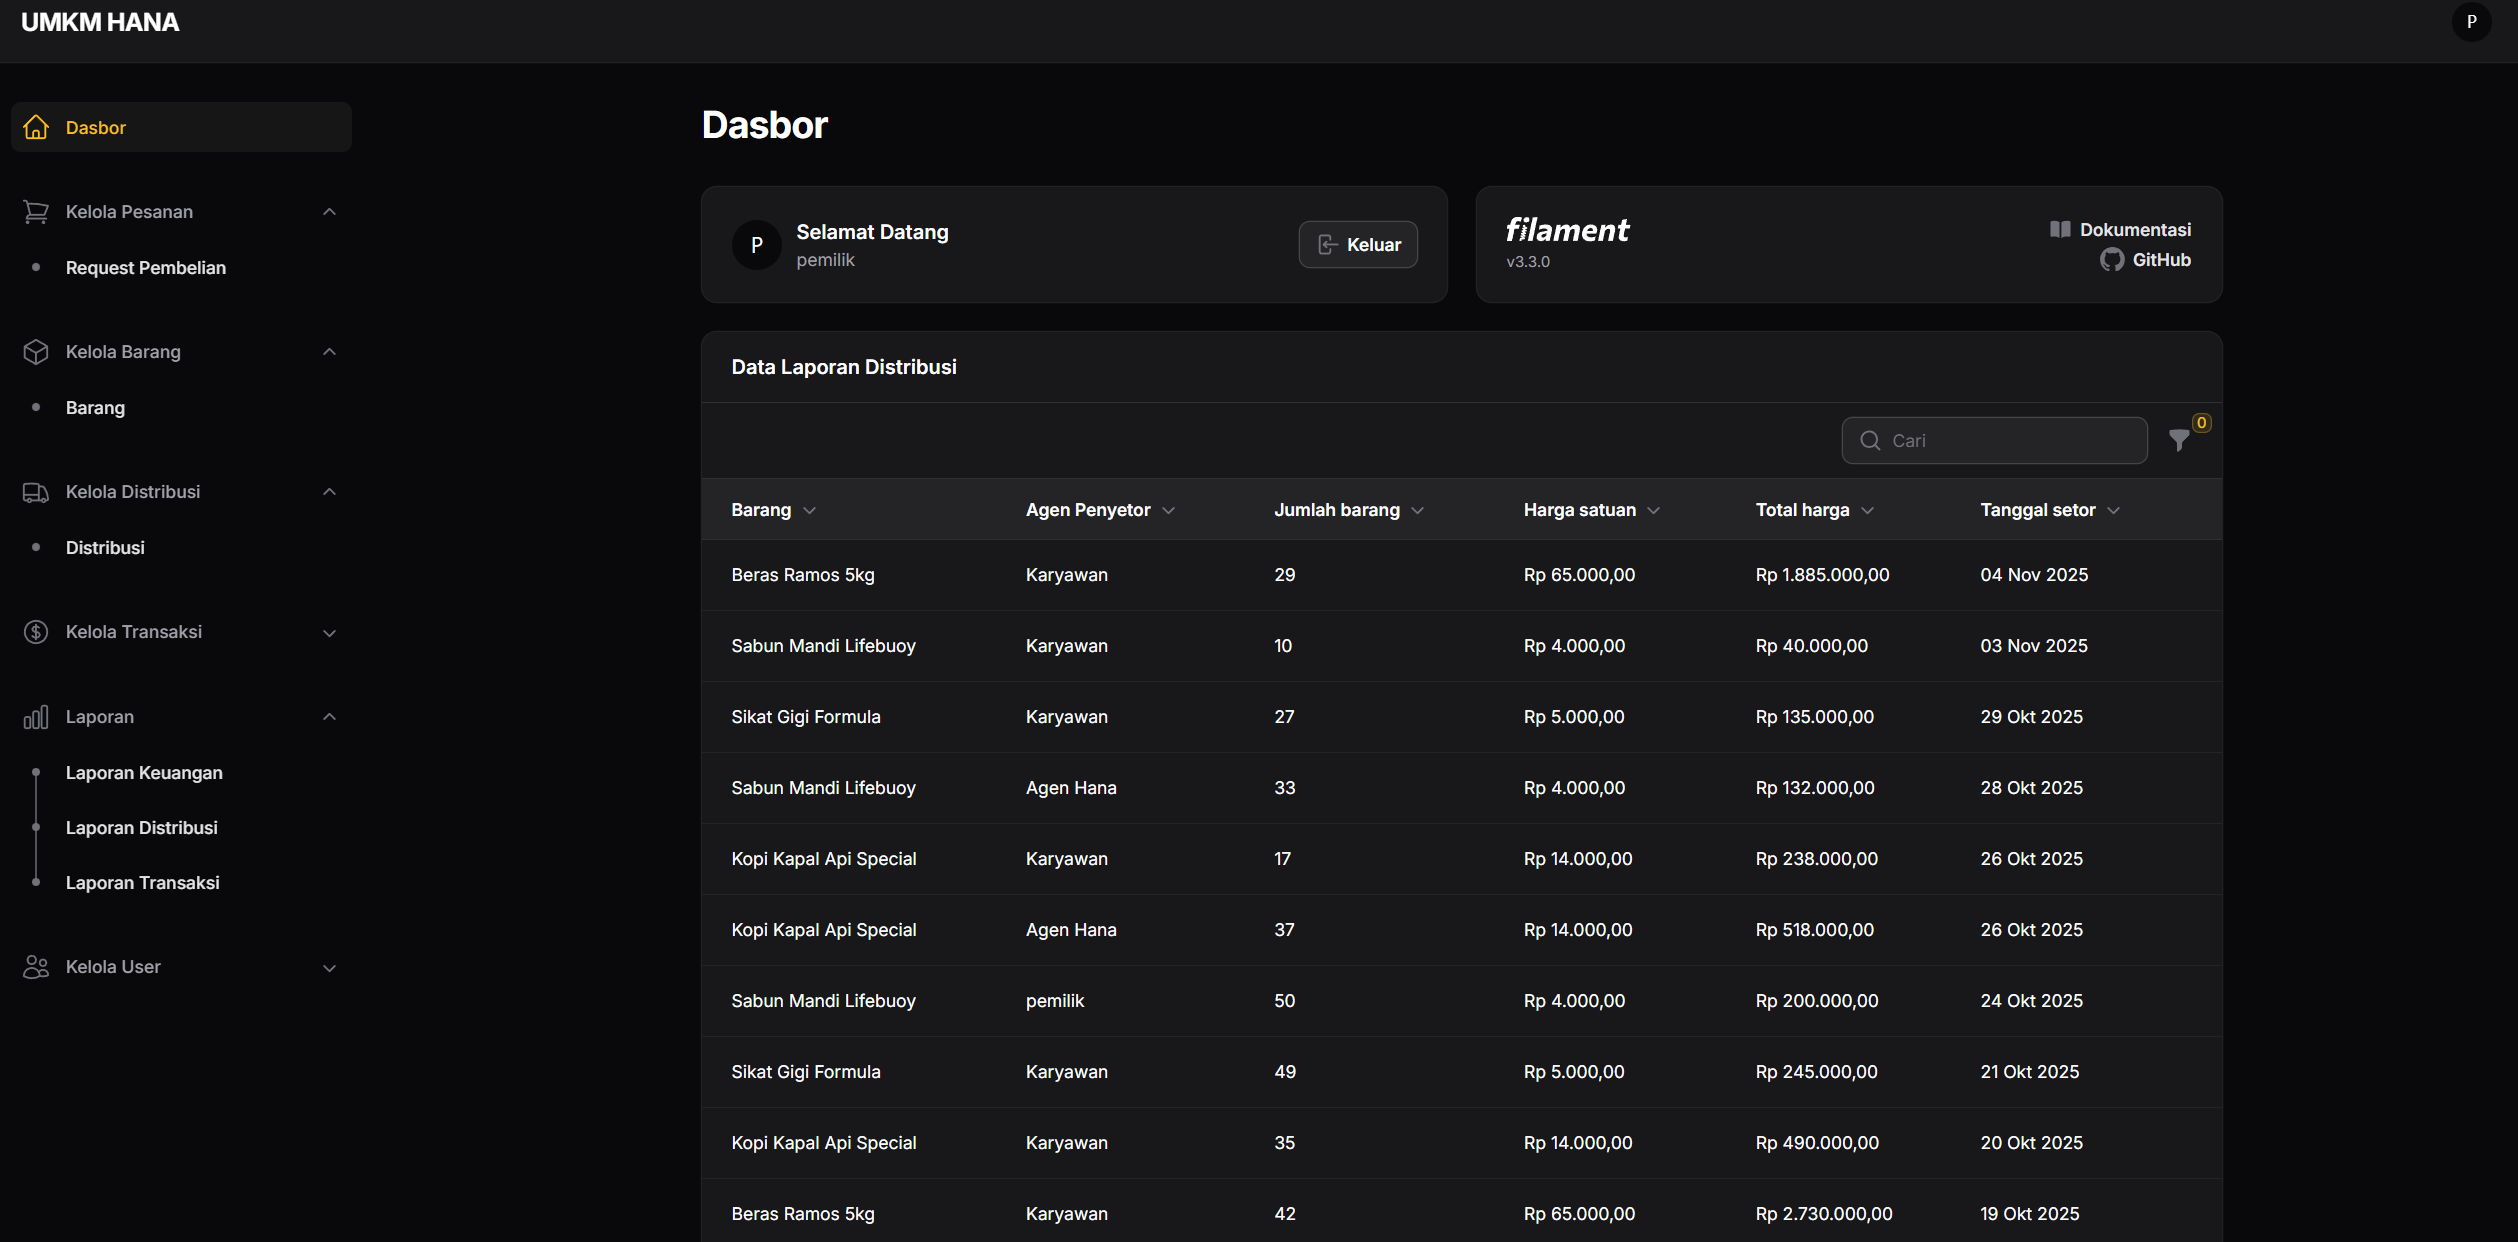 UMKM HANA
P
Dasbor
Kelola Pesanan
Request Pembelian
Kelola Barang
Barang
Kelola Distribusi
Distribusi
Kelola Transaksi
Laporan
Laporan Keuangan
Laporan Distribusi
Laporan Transaksi
Kelola User
Dasbor
P
Selamat Datang
pemilik
Keluar
filament
v3.3.0
Dokumentasi
GitHub
Data Laporan Distribusi
Cari
0
Barang Agen Penyetor Jumlah barang Harga satuan Total harga Tanggal setor
Beras Ramos 5kg Karyawan 29 Rp 65.000,00 Rp 1.885.000,00 04 Nov 2025
Sabun Mandi Lifebuoy Karyawan 10 Rp 4.000,00 Rp 40.000,00 03 Nov 2025
Sikat Gigi Formula Karyawan 27 Rp 5.000,00 Rp 135.000,00 29 Okt 2025
Sabun Mandi Lifebuoy Agen Hana 33 Rp 4.000,00 Rp 132.000,00 28 Okt 2025
Kopi Kapal Api Special Karyawan 17 Rp 14.000,00 Rp 238.000,00 26 Okt 2025
Kopi Kapal Api Special Agen Hana 37 Rp 14.000,00 Rp 518.000,00 26 Okt 2025
Sabun Mandi Lifebuoy pemilik 50 Rp 4.000,00 Rp 200.000,00 24 Okt 2025
Sikat Gigi Formula Karyawan 49 Rp 5.000,00 Rp 245.000,00 21 Okt 2025
Kopi Kapal Api Special Karyawan 35 Rp 14.000,00 Rp 490.000,00 20 Okt 2025
Beras Ramos 5kg Karyawan 42 Rp 65.000,00 Rp 2.730.000,00 19 Okt 2025